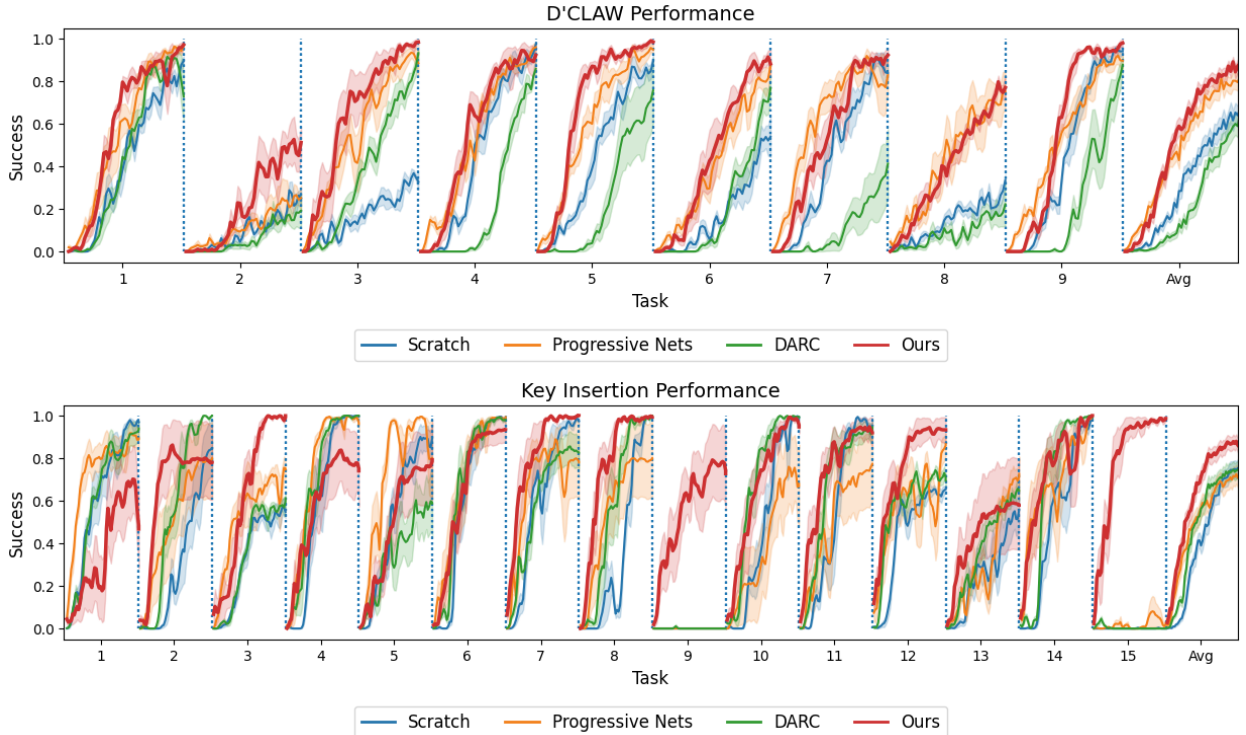 D'CLAW Performance
Success
1.0
0.8
0.6
0.4
0.2
0.0
1 2 3 4 5 6 7 8 9 Avg
Task
Scratch Progressive Nets DARC Ours
Key Insertion Performance
Success
1.0
0.8
0.6
0.4
0.2
0.0
1 2 3 4 5 6 7 8 9 10 11 12 13 14 15 Avg
Task
Scratch Progressive Nets DARC Ours